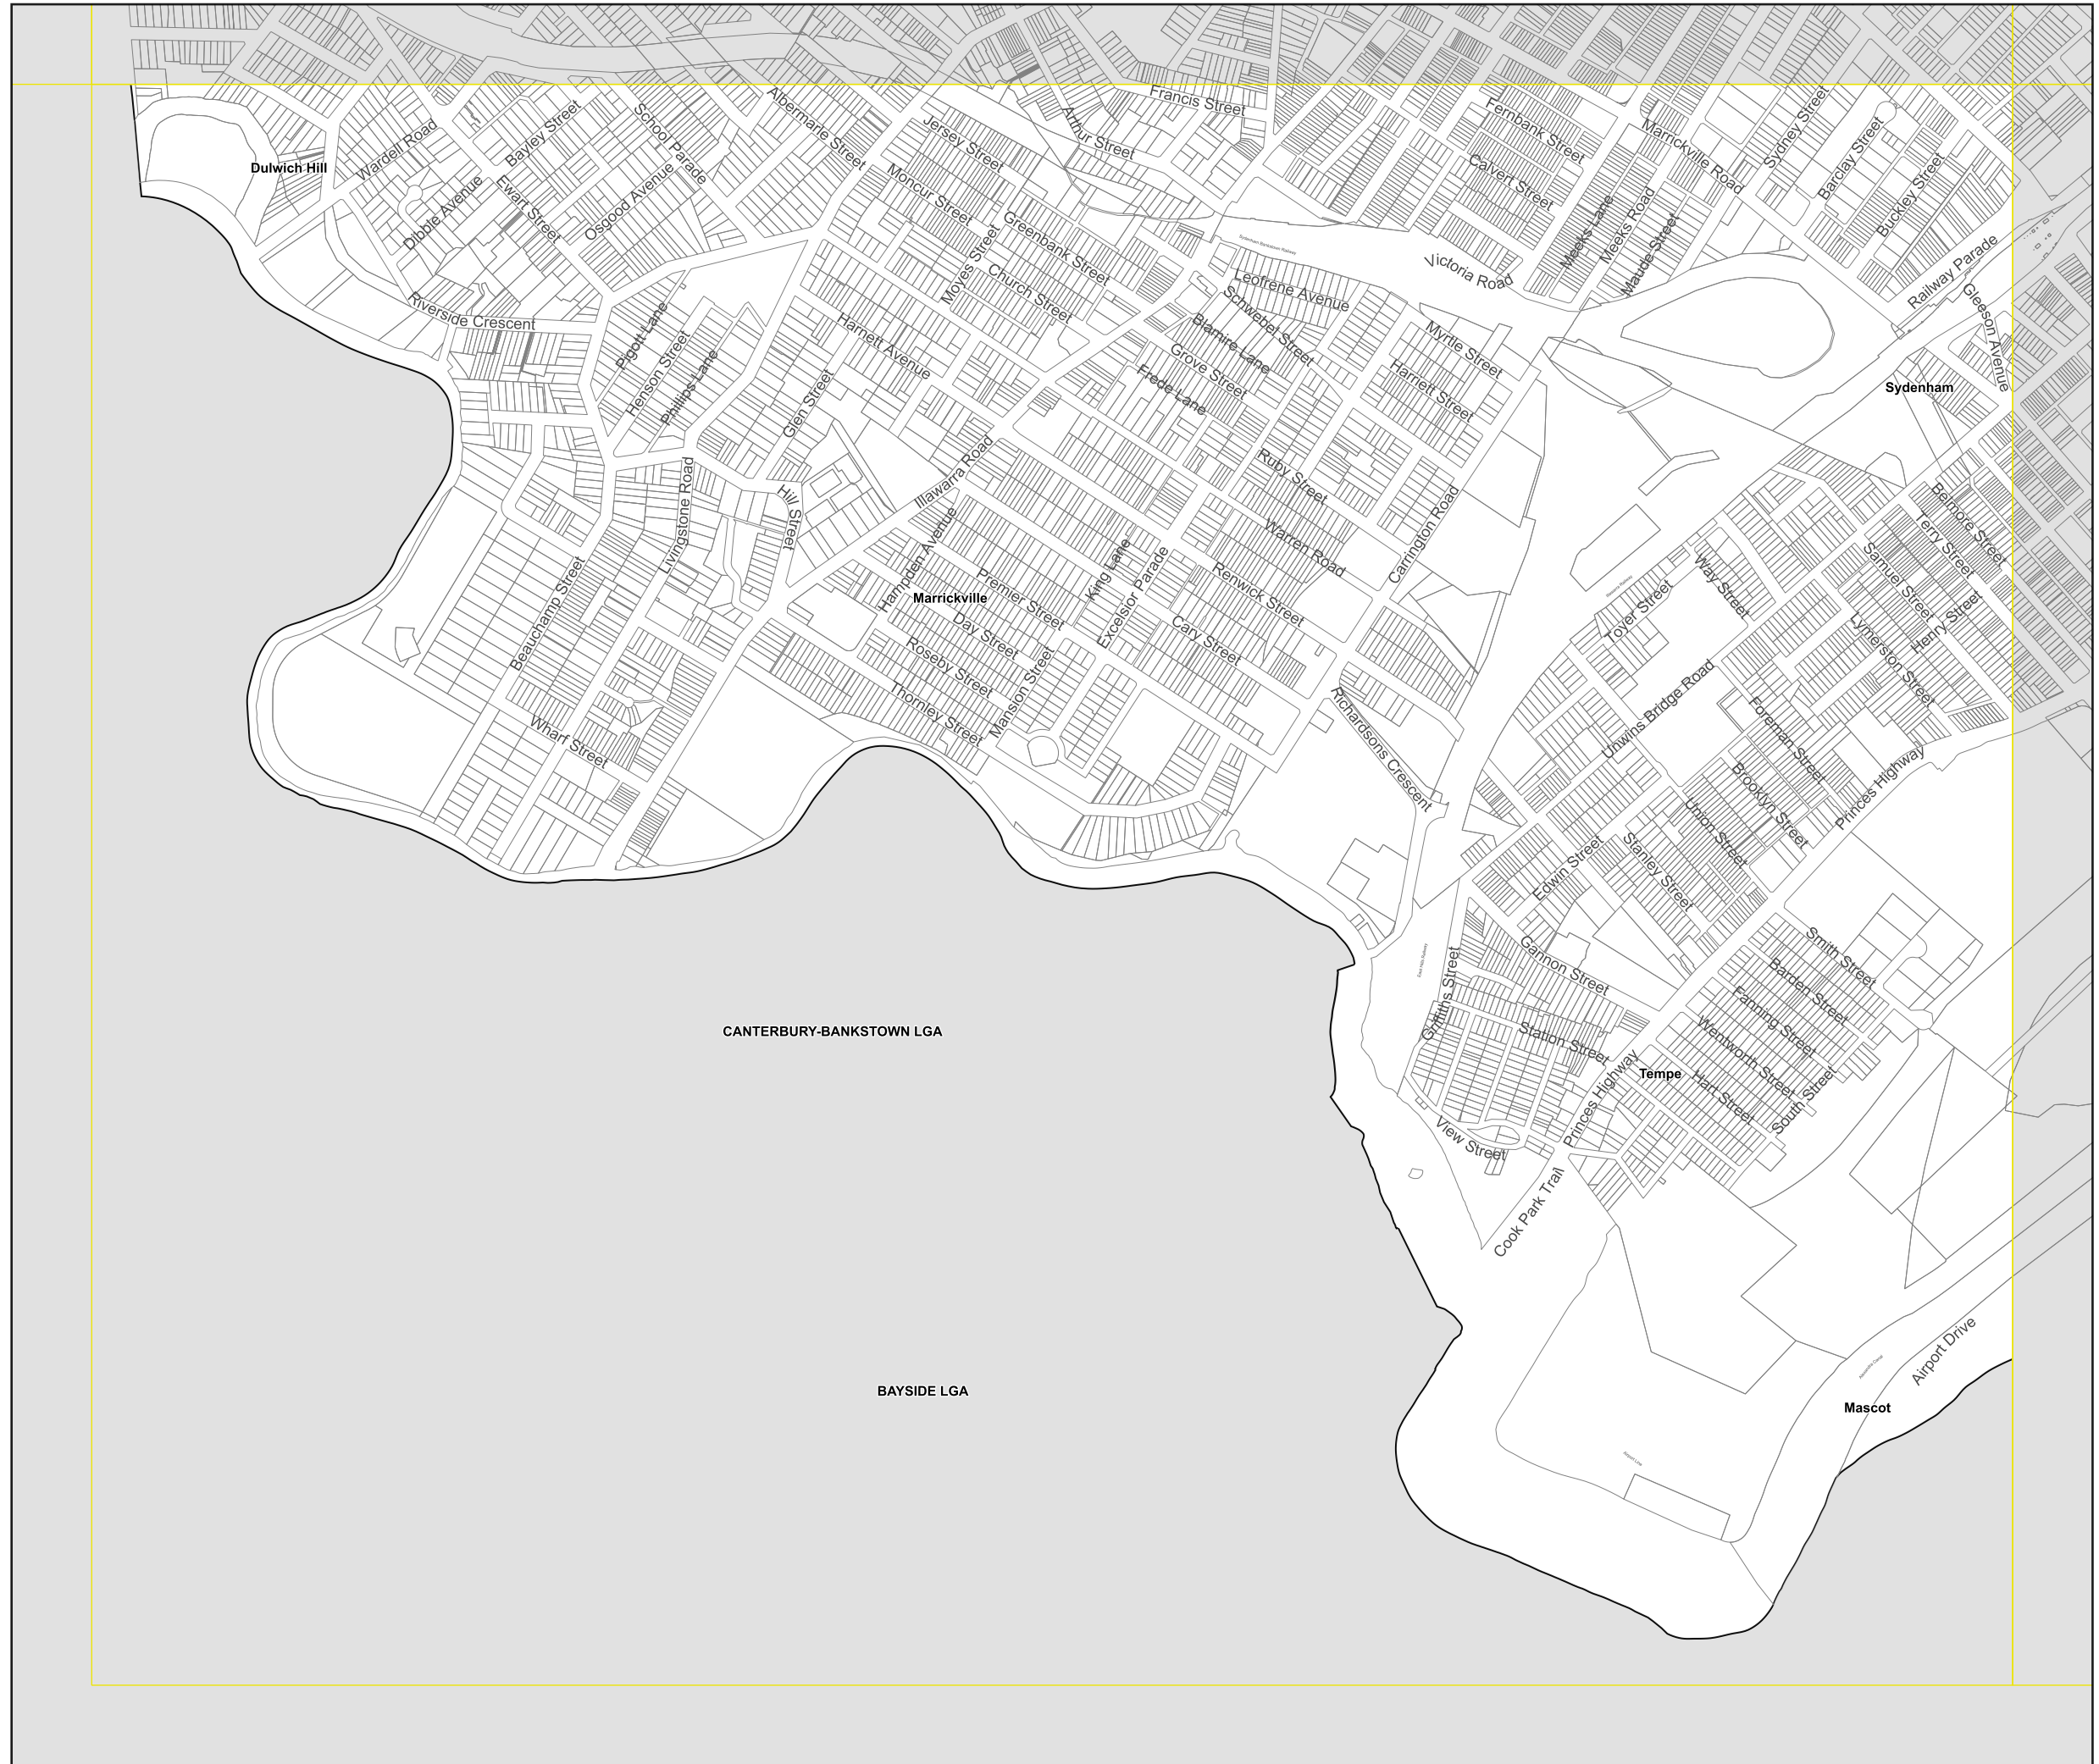 Francis Street
Albermarle Street
Arthur Street
Fernbank Street
Marrickville Road
Sydney Street
Barclay Street
Bayley Street
School Parade
Jersey Street
Wardell Road
Dulwich Hill
Calvert Street
Buckley Street
Moncur Street
Ewart Street
Osgood Avenue
Dibble Avenue
Greenbank Street
Meeks Lane
Meeks Road
Maude Street
Moyes Street
Sydenham Bankstown Railway
Victoria Road
Railway Parade
Church Street
Leofrene Avenue
Riverside Crescent
Schwebel Street
Gleeson Avenue
Pigott Lane
Harnett Avenue
Blamire Lane
Myrtle Street
Henson Street
Grove Street
Phillips Lane
Frede Lane
Harriett Street
Sydenham
Glen Street
Illawarra Road
Ruby Street
Livingstone Road
Hill Street
Carrington Road
Belmore Street
Terry Street
Warren Road
Hampden Avenue
Samuel Street
King Lane
Excelsior Parade
Renwick Street
Way Street
Marrickville
Premier Street
Toyer Street
Beauchamp Street
Day Street
Cary Street
Henry Street
Roseby Street
Lymerston Street
Mansion Street
Thornley Street
Unwins Bridge Road
Wharf Street
Richardsons Crescent
Foreman Street
Princes Highway
Brooklyn Street
Union Street
Edwin Street
Stanley Street
Gannon Street
Smith Street
Griffiths Street
Barden Street
Fanning Street
CANTERBURY-BANKSTOWN LGA
Station Street
Wentworth Street
Tempe
Princes Highway
Hart Street
South Street
View Street
Cook Park Trail
Airport Drive
BAYSIDE LGA
Mascot
Airport Line